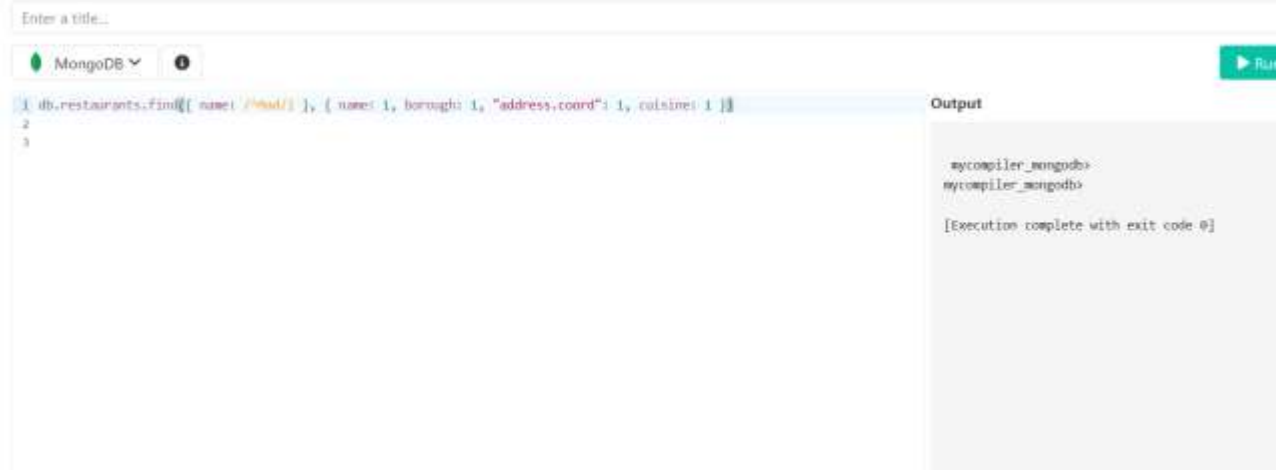 Enter a title...
MongoDB
Run
1 db.restaurants.find({ name: /^Mad/i }, { name: 1, borough: 1, "address.coord": 1, cuisine: 1 })
2
3
Output
mycompiler_mongodb>
mycompiler_mongodb>
[Execution complete with exit code 0]